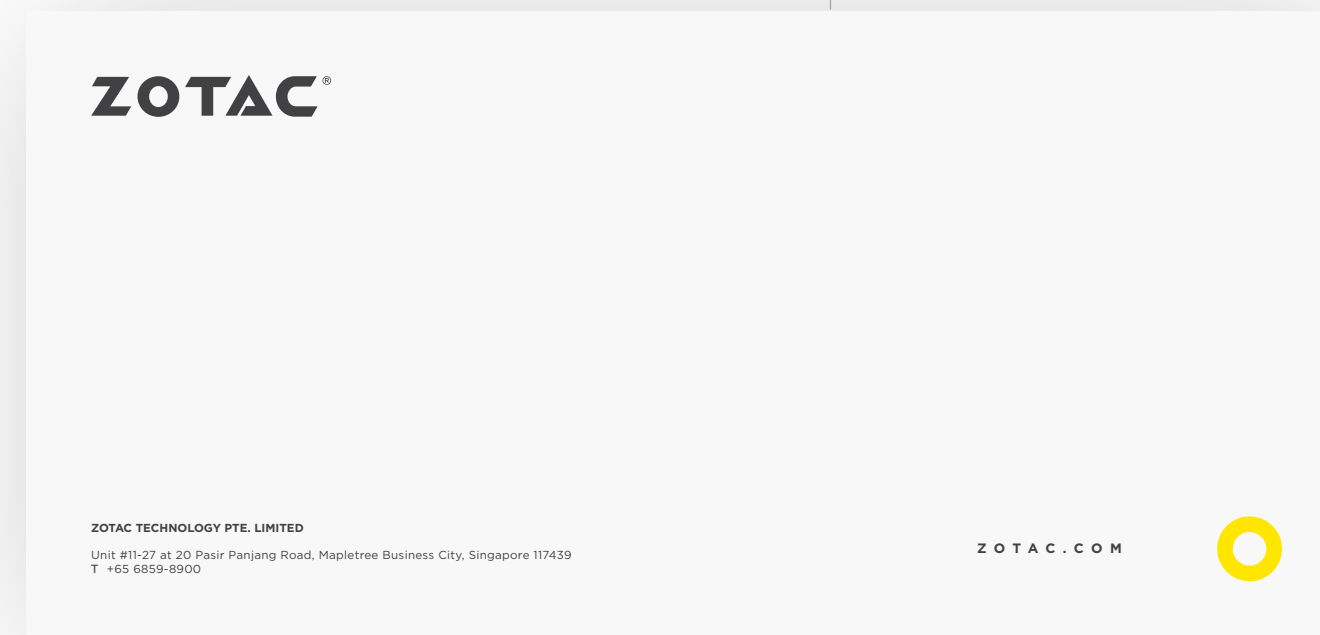 ZOTAC®
ZOTAC TECHNOLOGY PTE. LIMITED
Unit #11-27 at 20 Pasir Panjang Road, Mapletree Business City, Singapore 117439
T +65 6859-8900
ZOTAC.COM